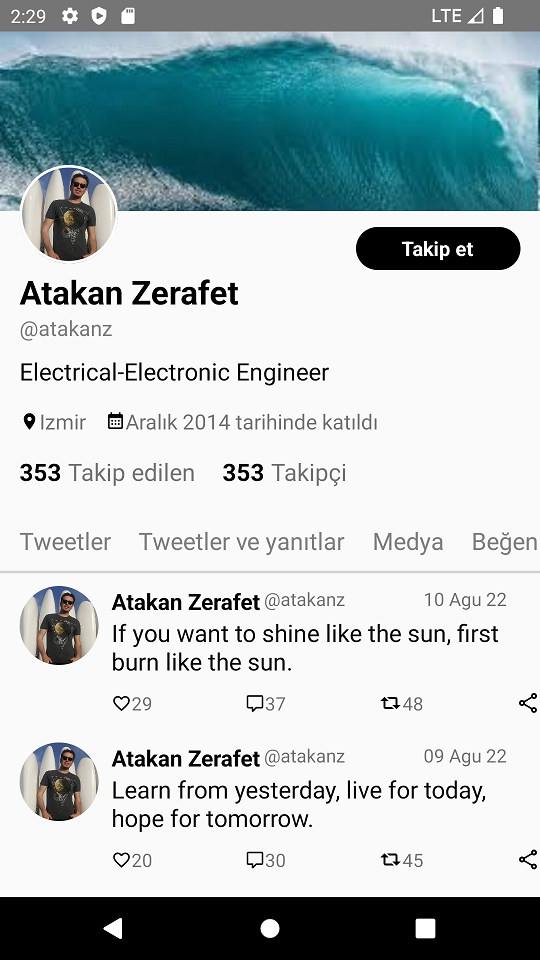 2:29 LTE
Takip et
Atakan Zerafet
@atakanz
Electrical-Electronic Engineer
Izmir Aralık 2014 tarihinde katıldı
353 Takip edilen 353 Takipçi
Tweetler Tweetler ve yanıtlar Medya Beğen
Atakan Zerafet @atakanz 10 Agu 22
If you want to shine like the sun, first
burn like the sun.
29 37 48
Atakan Zerafet @atakanz 09 Agu 22
Learn from yesterday, live for today,
hope for tomorrow.
20 30 45